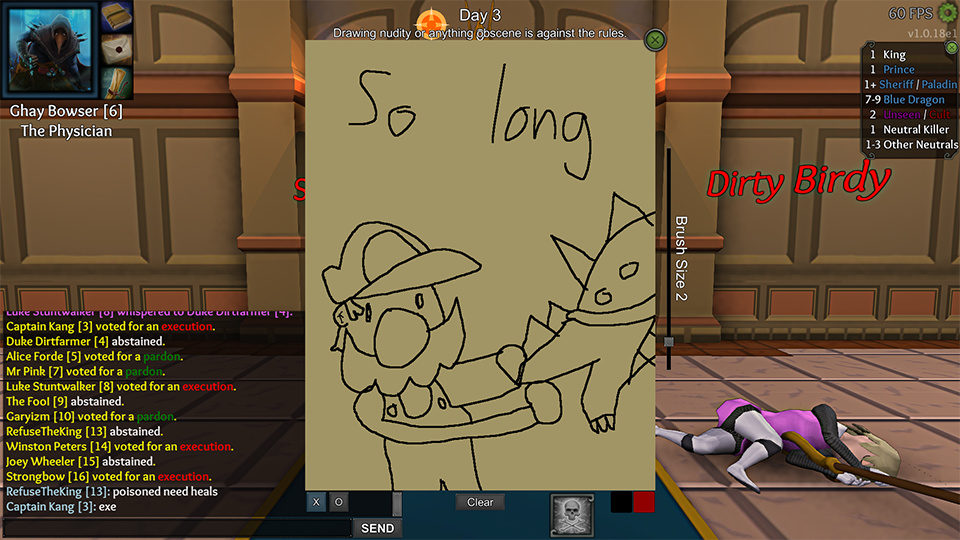 Day 3
Drawing nudity or anything obscene is against the rules.
60 FPS
v1.0.18e1
Ghay Bowser [6]
The Physician
1 King
1 Prince
1+ Sheriff / Paladin
7-9 Blue Dragon
2 Unseen / Cult
1 Neutral Killer
1-3 Other Neutrals
So long
S
Dirty Birdy
Brush Size 2
Luke Stuntwalker [8] whispered to Duke Dirtfarmer [4].
Captain Kang [3] voted for an execution.
Duke Dirtfarmer [4] abstained.
Alice Forde [5] voted for a pardon.
Mr Pink [7] voted for a pardon.
Luke Stuntwalker [8] voted for an execution.
The Fool [9] abstained.
Garyizm [10] voted for a pardon.
RefuseTheKing [13] abstained.
Winston Peters [14] voted for an execution.
Joey Wheeler [15] abstained.
Strongbow [16] voted for an execution.
RefuseTheKing [13]: poisoned need heals
Captain Kang [3]: exe
SEND
X O
Clear